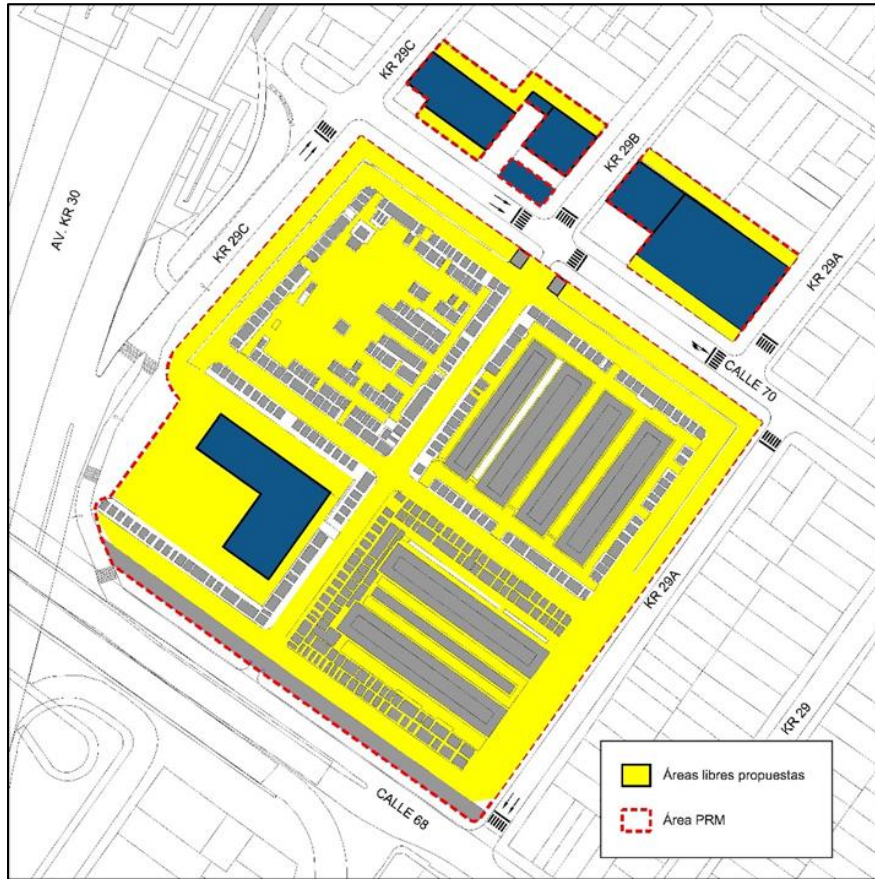 KR 29C
KR 29B
KR 29A
AV. KR 30
KR 29C
CALLE 70
KR 29A
KR 29
CALLE 68
Áreas libres propuestas
Área PRM